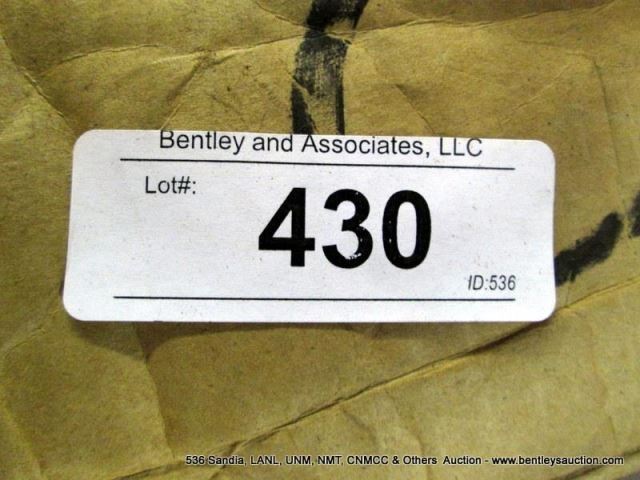 Bentley and Associates, LLC
Lot#:
430
ID:536
536 Sandia, LANL, UNM, NMT, CNMCC & Others Auction - www.bentleysauction.com